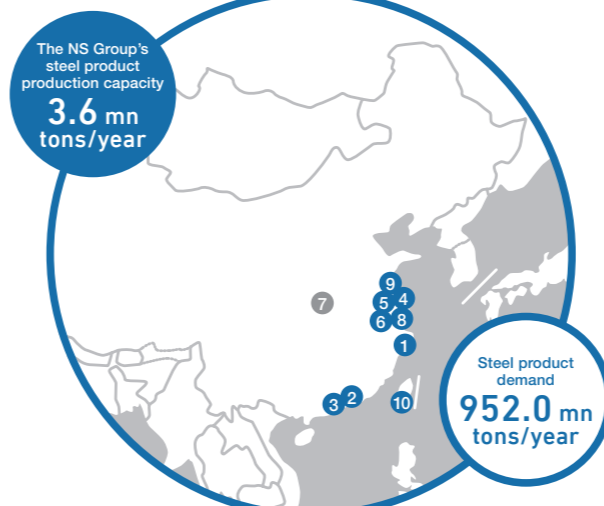 The NS Group's
steel product
production capacity
3.6 mn
tons/year
9
7
5
4
6
8
1
3
2
10
Steel product
demand
952.0 mn
tons/year